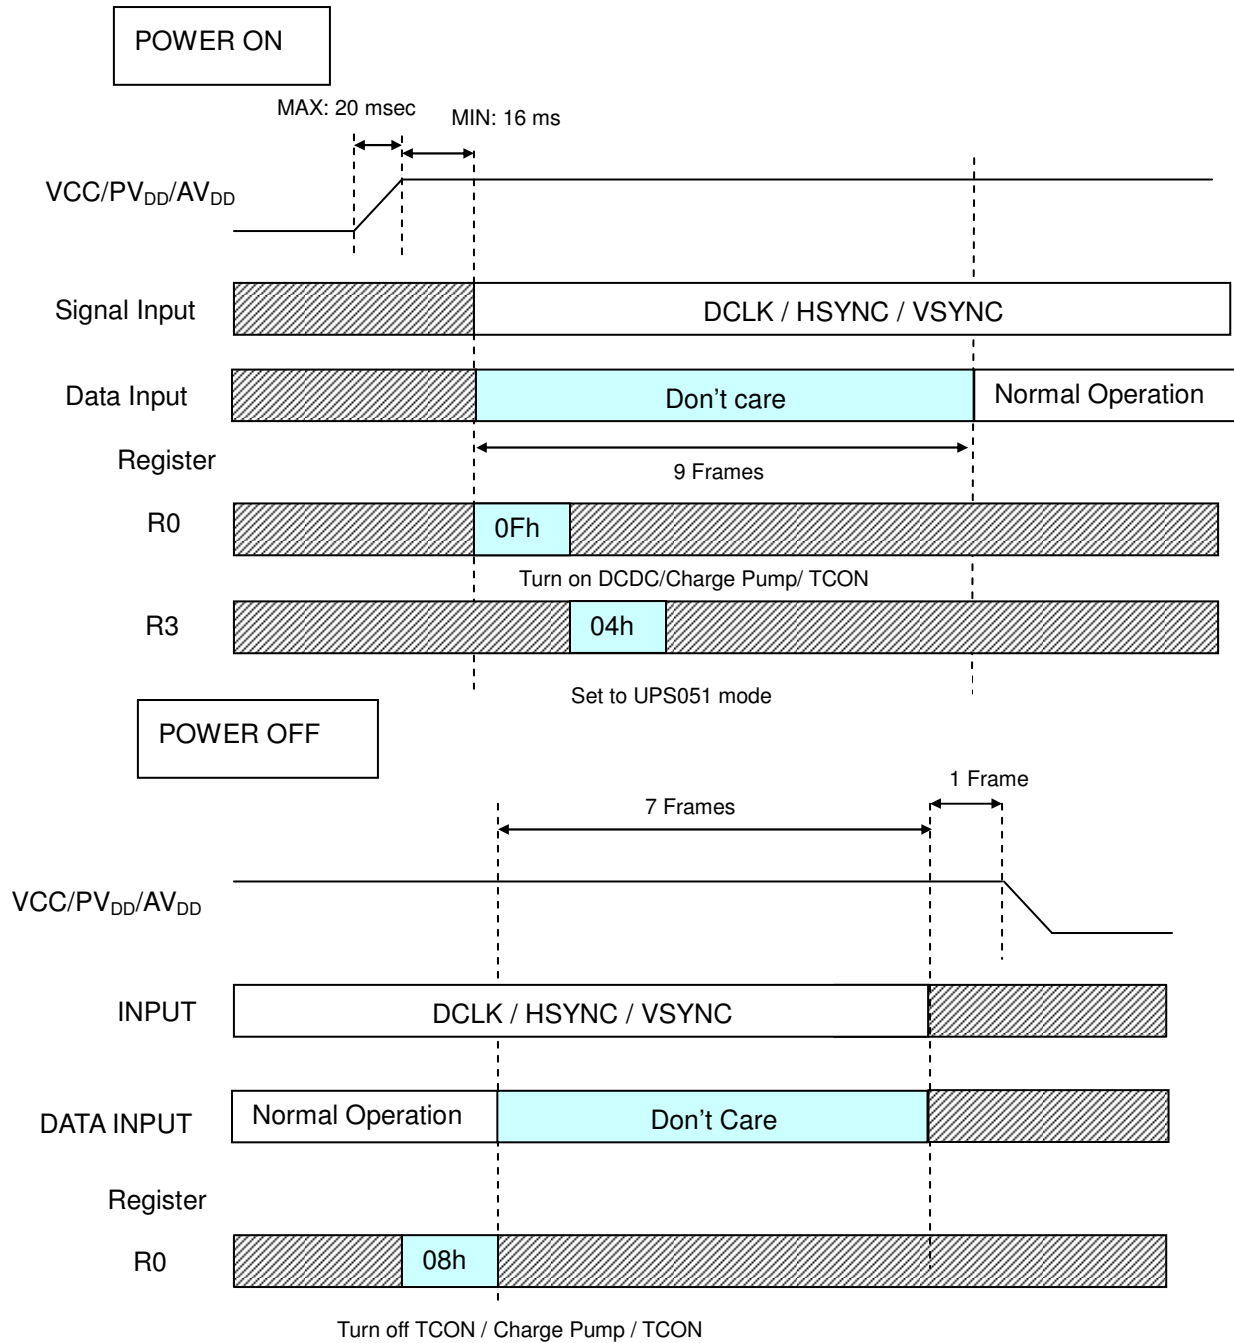 POWER ON
MAX: 20 msec
MIN: 16 ms
VCC/PVDD/AVDD
Signal Input
DCLK / HSYNC / VSYNC
Data Input
Don't care
Normal Operation
Register
9 Frames
R0
0Fh
Turn on DCDC/Charge Pump/ TCON
R3
04h
Set to UPS051 mode
POWER OFF
1 Frame
7 Frames
VCC/PVDD/AVDD
INPUT
DCLK / HSYNC / VSYNC
DATA INPUT
Normal Operation
Don't Care
Register
R0
08h
Turn off TCON / Charge Pump / TCON